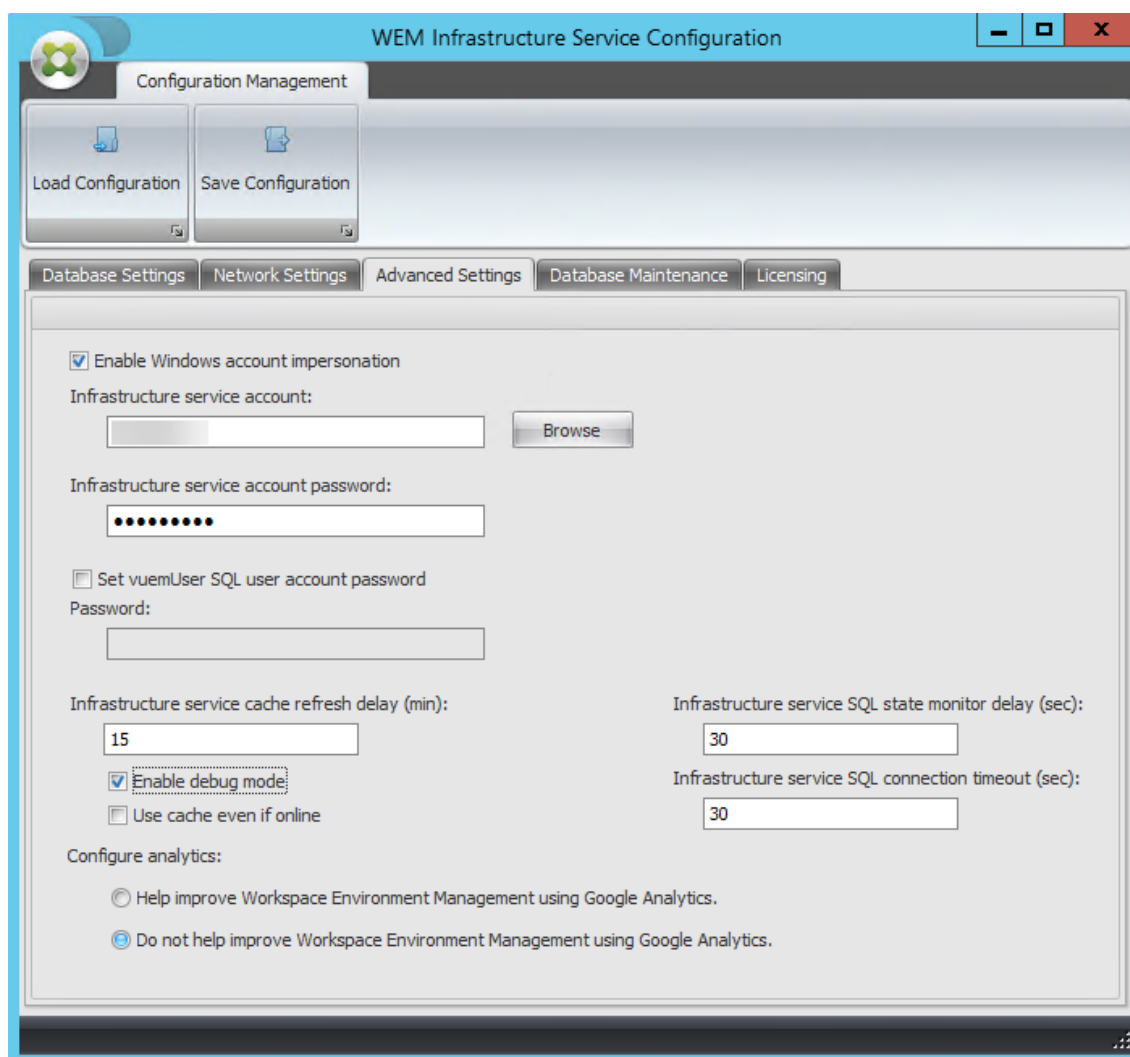 WEM Infrastructure Service Configuration
Configuration Management
Load Configuration Save Configuration
Database Settings Network Settings Advanced Settings Database Maintenance Licensing
Enable Windows account impersonation
Infrastructure service account:
Browse
Infrastructure service account password:
•••••••••
Set vuemUser SQL user account password
Password:
Infrastructure service cache refresh delay (min): Infrastructure service SQL state monitor delay (sec):
15 30
Enable debug mode Infrastructure service SQL connection timeout (sec):
Use cache even if online 30
Configure analytics:
Help improve Workspace Environment Management using Google Analytics.
Do not help improve Workspace Environment Management using Google Analytics.